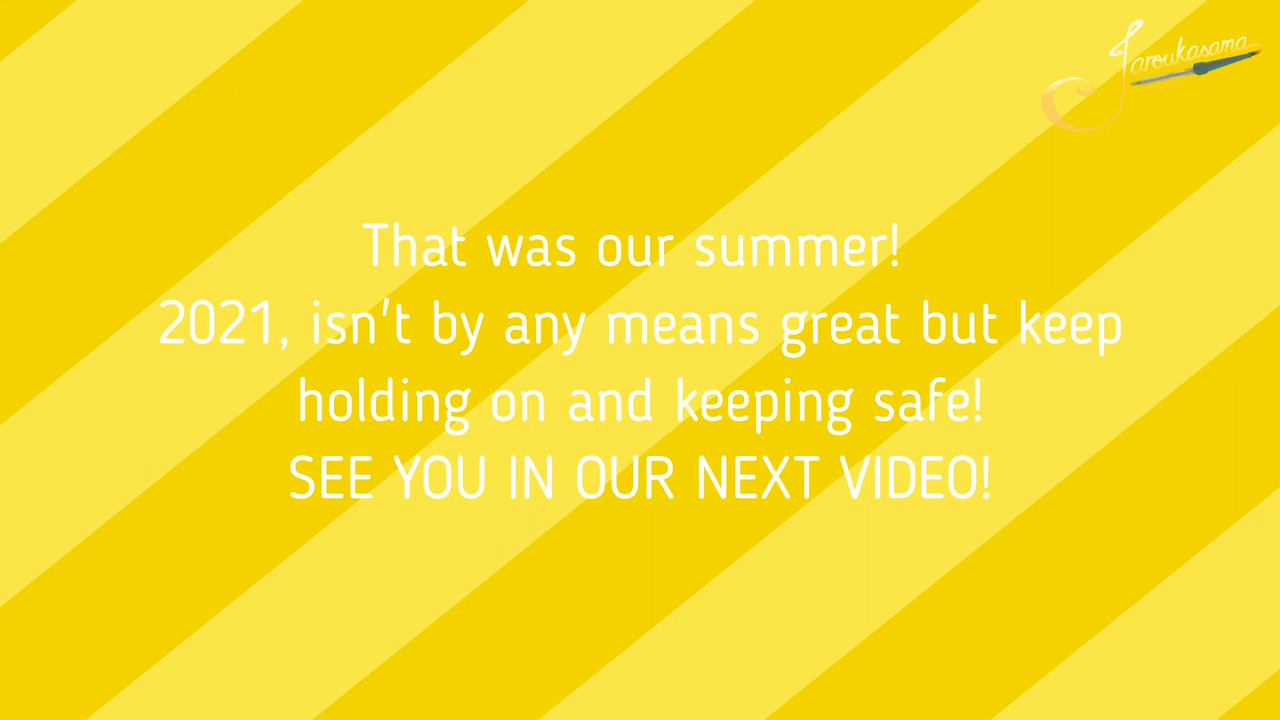 Jaroukasama
That was our summer!
2021, isn't by any means great but keep
holding on and keeping safe!
SEE YOU IN OUR NEXT VIDEO!